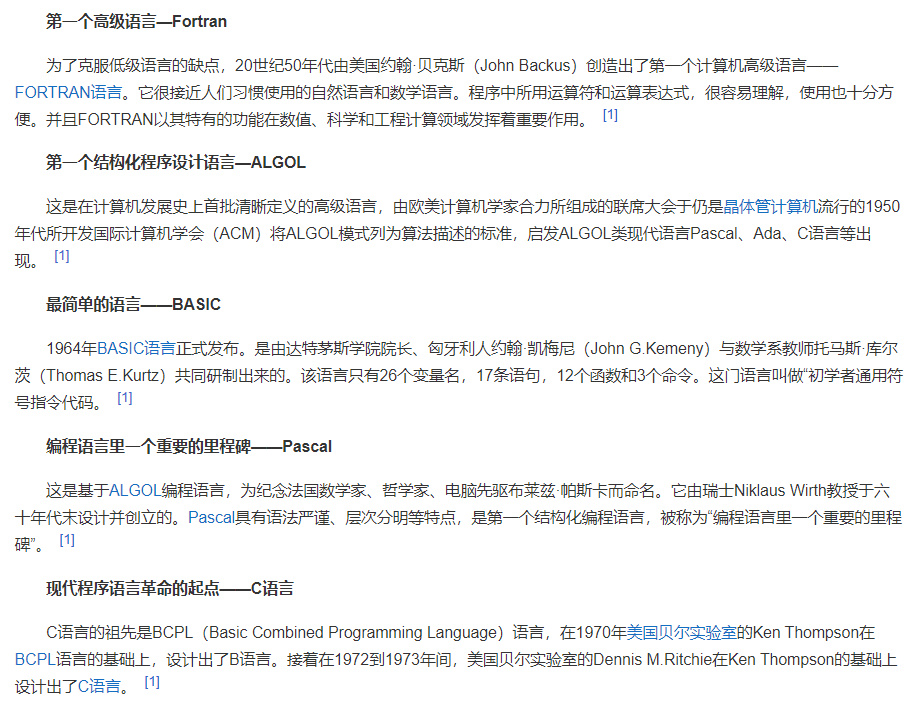 第一个高级语言—Fortran
为了克服低级语言的缺点，20世纪50年代由美国约翰·贝克斯（John Backus）创造出了第一个计算机高级语言——
FORTRAN语言。它很接近人们习惯使用的自然语言和数学语言。程序中所用运算符和运算表达式，很容易理解，使用也十分方
便。并且FORTRAN以其特有的功能在数值、科学和工程计算领域发挥着重要作用。 [1]
第一个结构化程序设计语言—ALGOL
这是在计算机发展史上首批清晰定义的高级语言，由欧美计算机学家合力所组成的联席大会于仍是晶体管计算机流行的1950
年代所开发国际计算机学会（ACM）将ALGOL模式列为算法描述的标准，启发ALGOL类现代语言Pascal、Ada、C语言等出
现。 [1]
最简单的语言——BASIC
1964年BASIC语言正式发布。是由达特茅斯学院院长、匈牙利人约翰·凯梅尼（John G.Kemeny）与数学系教师托马斯·库尔
茨（Thomas E.Kurtz）共同研制出来的。该语言只有26个变量名，17条语句，12个函数和3个命令。这门语言叫做“初学者通用符
号指令代码。 [1]
编程语言里一个重要的里程碑——Pascal
这是基于ALGOL编程语言，为纪念法国数学家、哲学家、电脑先驱布莱兹·帕斯卡而命名。它由瑞士Niklaus Wirth教授于六
十年代末设计并创立的。Pascal具有语法严谨、层次分明等特点，是第一个结构化编程语言，被称为“编程语言里一个重要的里程
碑”。 [1]
现代程序语言革命的起点——C语言
C语言的祖先是BCPL（Basic Combined Programming Language）语言，在1970年美国贝尔实验室的Ken Thompson在
BCPL语言的基础上，设计出了B语言。接着在1972到1973年间，美国贝尔实验室的Dennis M.Ritchie在Ken Thompson的基础上
设计出了C语言。 [1]